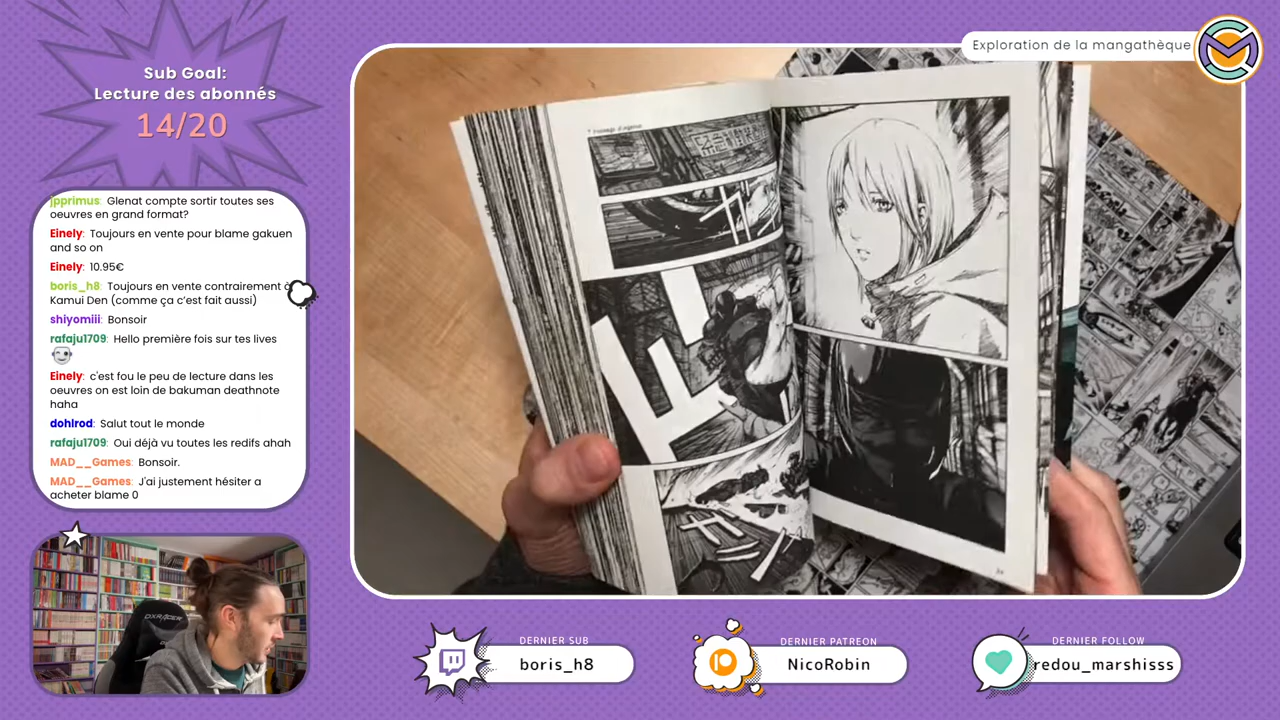 Sub Goal:
Lecture des abonnés
14/20
Exploration de la mangathèque
jpprimus: Glenat compte sortir toutes ses
oeuvres en grand format?
Einely: Toujours en vente pour blame gakuen
and so on
Einely: 10.95€
boris_h8: Toujours en vente contrairement à
Kamui Den (comme ça c'est fait aussi)
shiyomiii: Bonsoir
rafaju1709: Hello première fois sur tes lives
Einely: c'est fou le peu de lecture dans les
oeuvres on est loin de bakuman deathnote
haha
dohlrod: Salut tout le monde
rafaju1709: Oui déjà vu toutes les redifs ahah
MAD__Games: Bonsoir.
MAD__Games: J'ai justement hésiter a
acheter blame 0
DXRACER
DERNIER SUB
boris_h8
DERNIER PATREON
NicoRobin
DERNIER FOLLOW
redou_marshisss